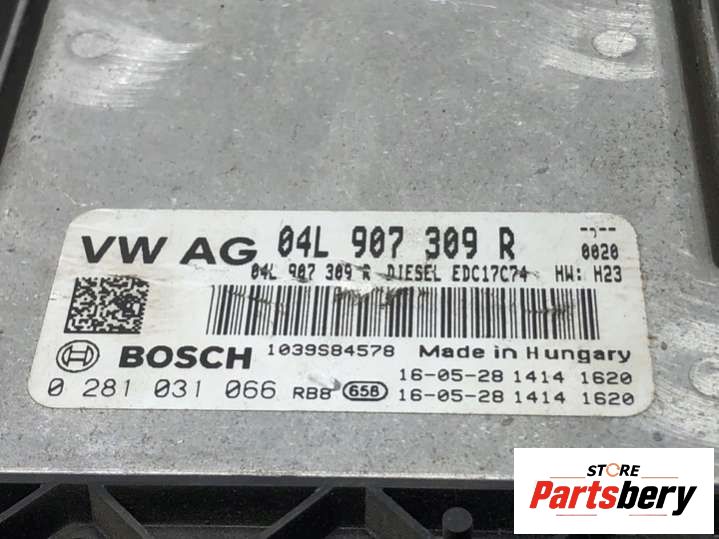 VW AG 04L 907 309 R -,--
0020
04L 907 309 R DIESEL EDC17C74 HW: H23
BOSCH 1039S84578 Made in Hungary
0 281 031 066 RB8 658 16-05-28 1414 1620
16-05-28 1414 1620
STORE
Partsbery